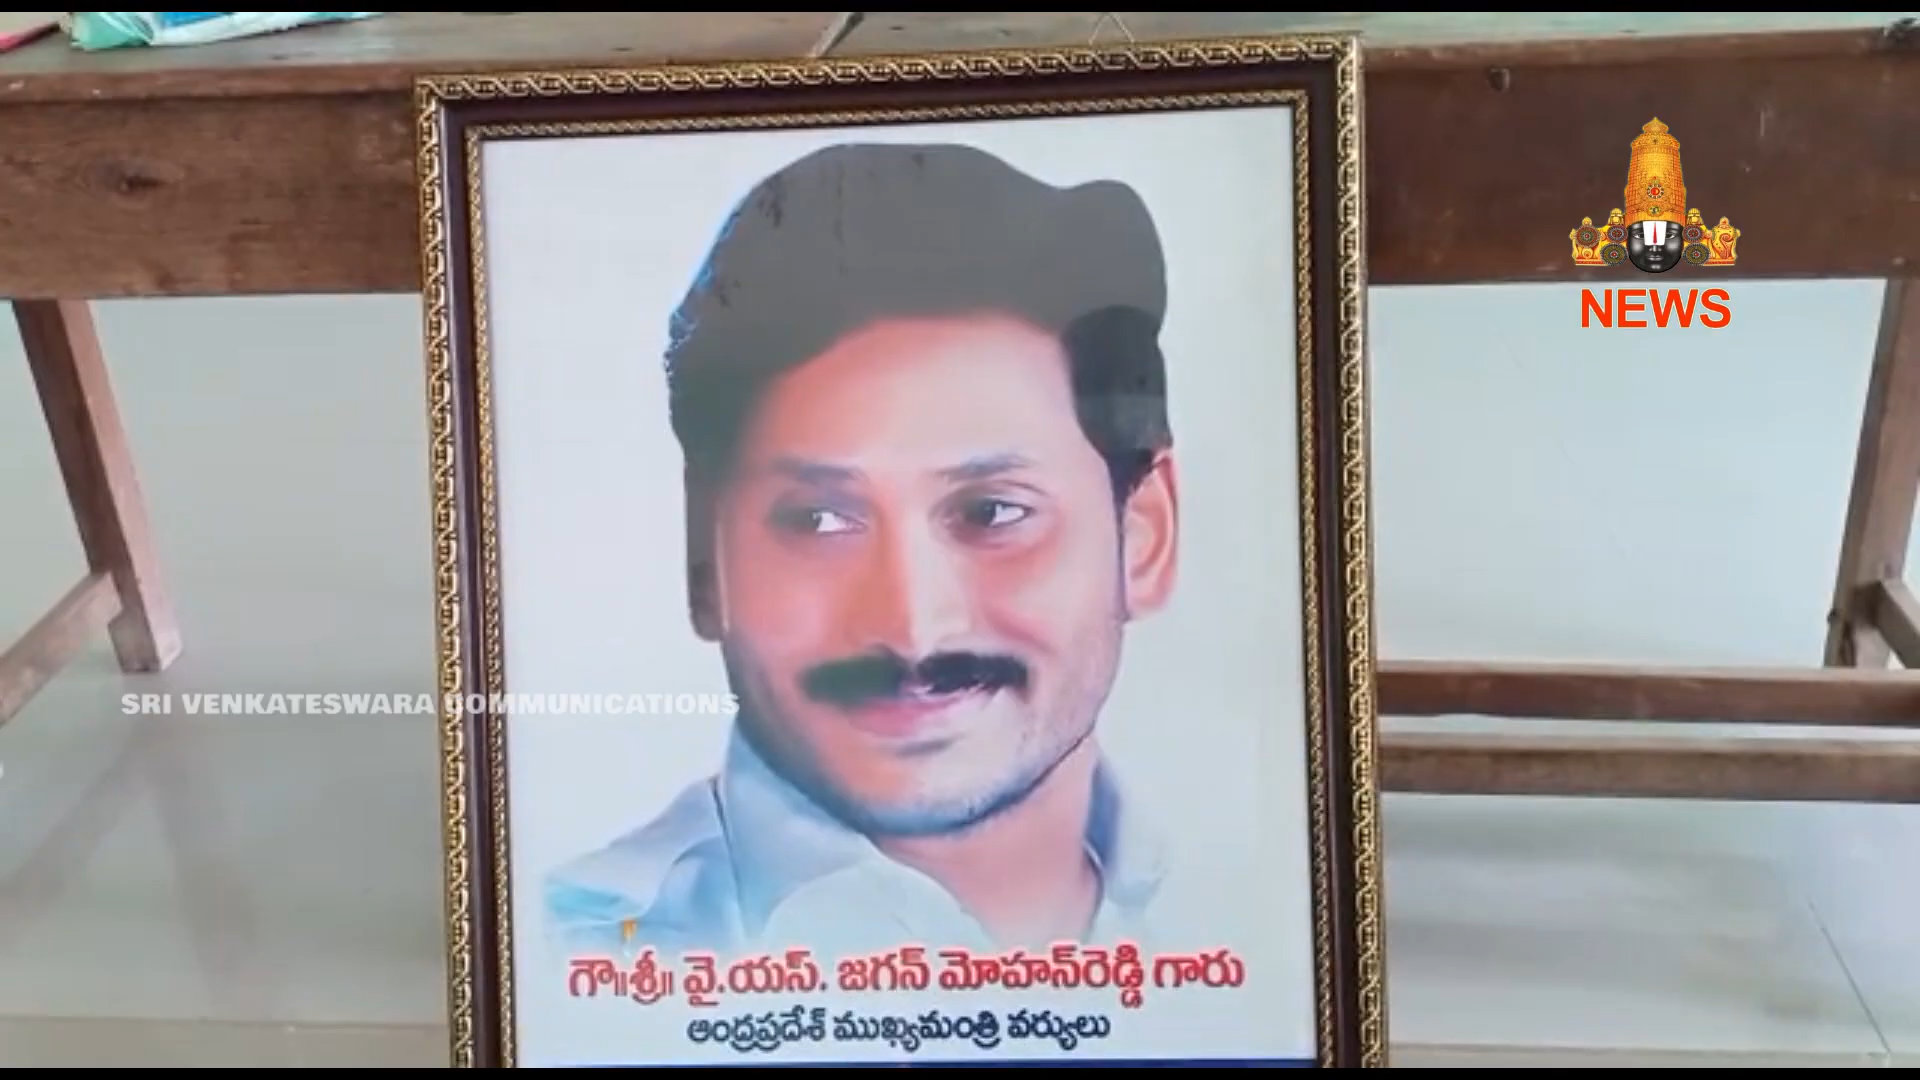 NEWS
SRI VENKATESWARA COMMUNICATIONS
గౌ||శ్రీ|| వై.యస్. జగన్ మోహన్‌రెడ్డి గారు
ఆంధ్రప్రదేశ్ ముఖ్యమంత్రి వర్యులు